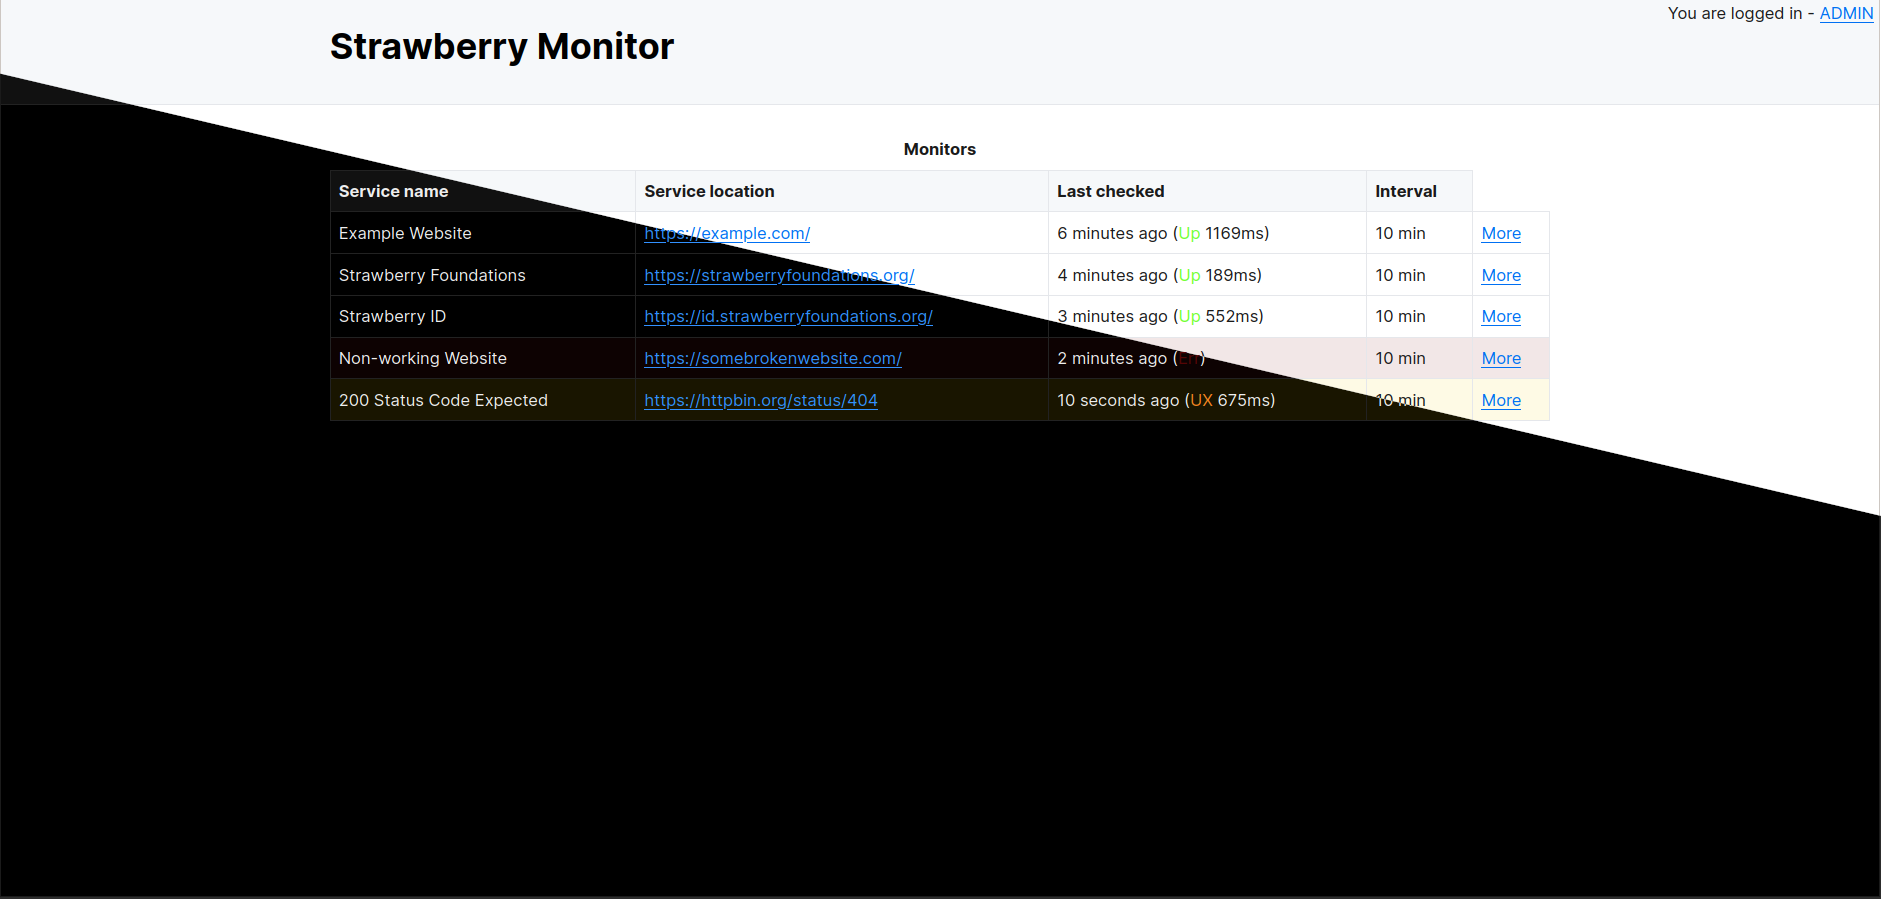 You are logged in - ADMIN
Strawberry Monitor
Monitors
Service name Service location Last checked Interval
Example Website https://example.com/ 6 minutes ago (Up 1169ms) 10 min More
Strawberry Foundations https://strawberryfoundations.org/ 4 minutes ago (Up 189ms) 10 min More
Strawberry ID https://id.strawberryfoundations.org/ 3 minutes ago (Up 552ms) 10 min More
Non-working Website https://somebrokenwebsite.com/ 2 minutes ago (Err) 10 min More
200 Status Code Expected https://httpbin.org/status/404 10 seconds ago (UX 675ms) 10 min More